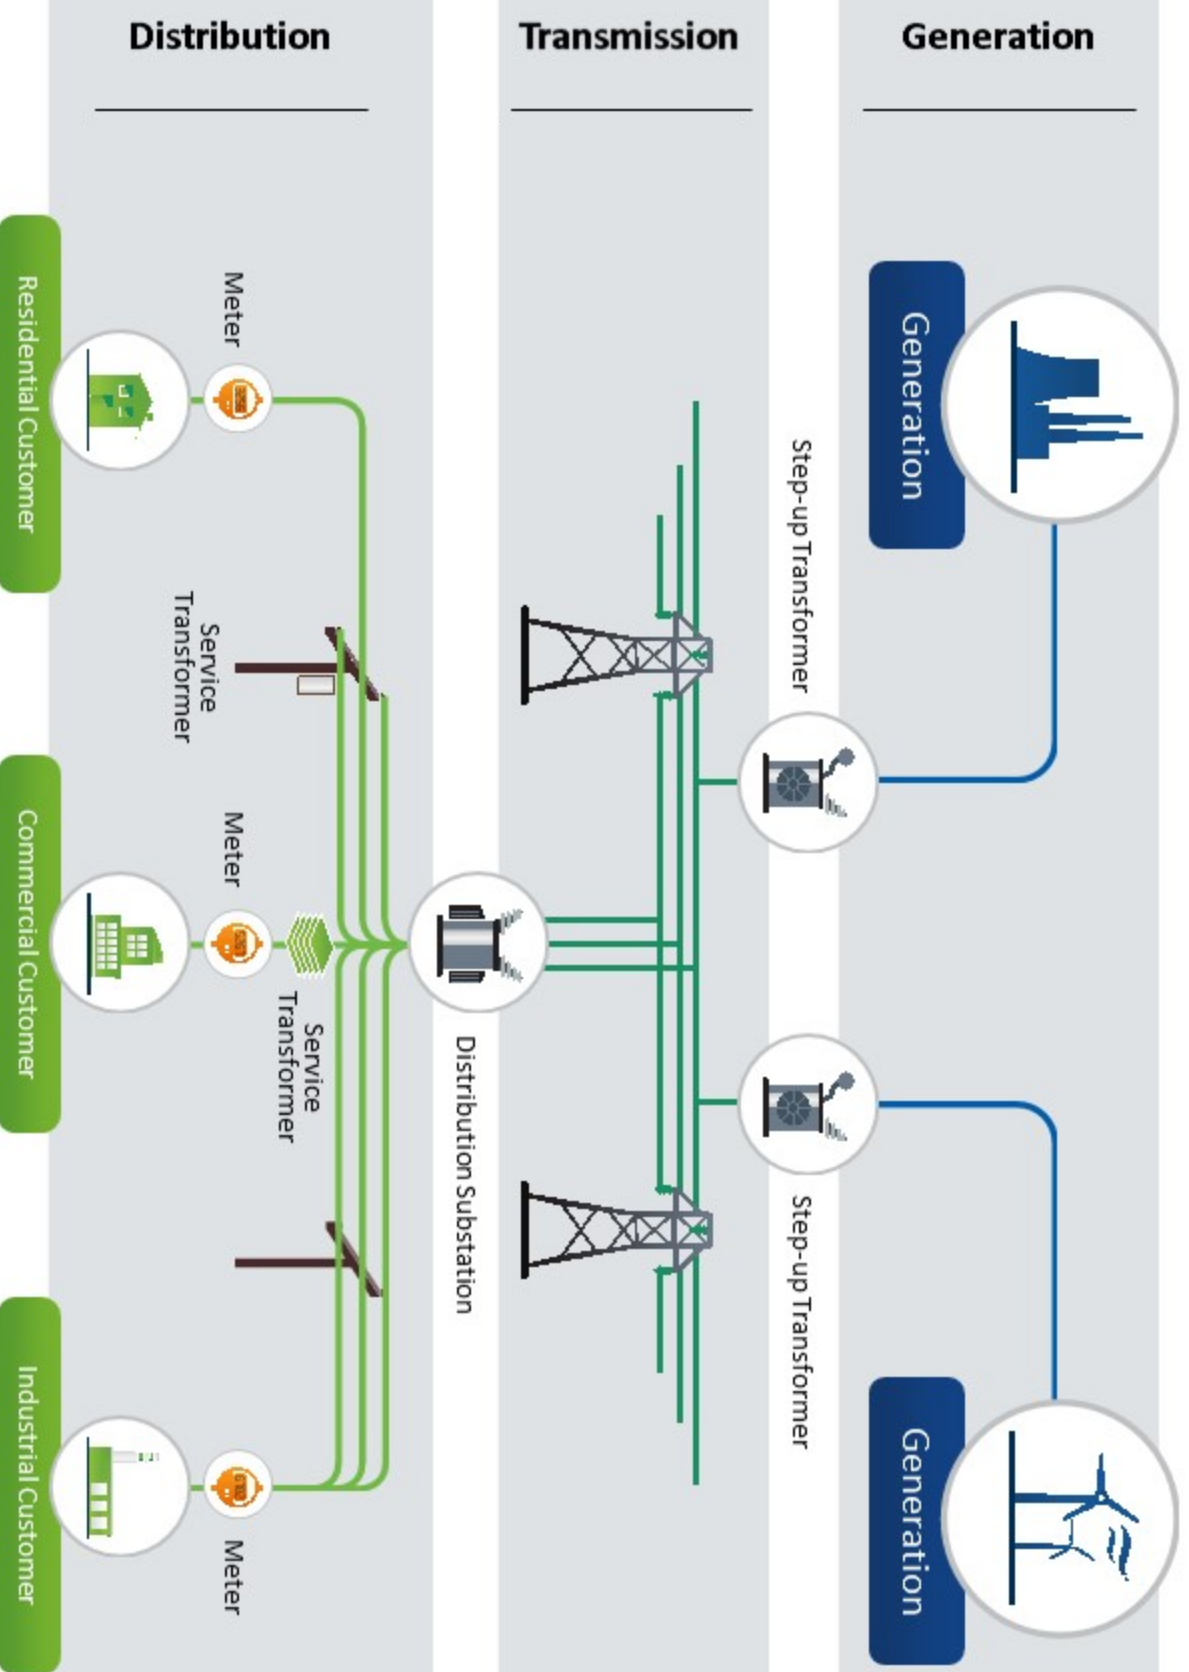 Distribution
Transmission
Generation
Generation
Generation
Step-up Transformer
Step-up Transformer
Distribution Substation
Service
Transformer
Service
Transformer
Meter
Meter
Meter
Residential Customer
Commercial Customer
Industrial Customer